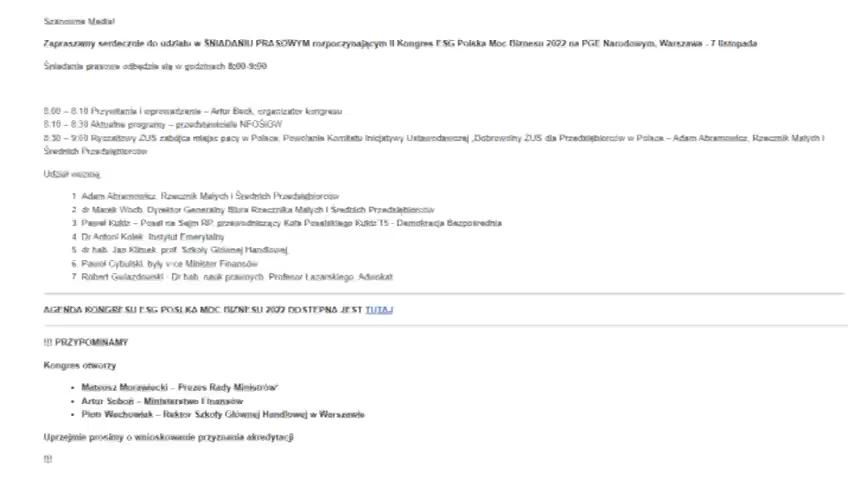 Szanowne Media!
Zapraszamy serdecznie do udziału w ŚNIADANIU PRASOWYM rozpoczynającym II Kongres ESG Polska Moc Biznesu 2022 na PGE Narodowym, Warszawa - 7 listopada
Śniadanie prasowe odbędzie się w godzinach 8:00-9:00
8.00 – 8.10 Przywitanie i wprowadzenie – Artur Beck, organizator kongresu
8.10 – 8.30 Aktualne programy – przedstawiciele NFOŚiGW
8.30 – 9.00 Ryczałtowy ZUS zabójca miejsc pracy w Polsce. Powołanie Komitetu Inicjatywy Ustawodawczej „Dobrowolny ZUS dla Przedsiębiorców w Polsce – Adam Abramowicz, Rzecznik Małych i
Średnich Przedsiębiorców
Udział wezmą:
1. Adam Abramowicz, Rzecznik Małych i Średnich Przedsiębiorców
2. dr Marek Woch, Dyrektor Generalny Biura Rzecznika Małych i Średnich Przedsiębiorców
3. Paweł Kukiz – Poseł na Sejm RP, przewodniczący Koła Poselskiego Kukiz'15 - Demokracja Bezpośrednia
4. Dr Antoni Kolek, Instytut Emerytalny
5. dr hab. Jan Klimek, prof. Szkoły Głównej Handlowej
6. Paweł Cybulski, były v-ce Minister Finansów
7. Robert Gwiazdowski - Dr hab. nauk prawnych, Profesor Łazarskiego, Adwokat
AGENDA KONGRESU ESG POSLKA MOC BIZNESU 2022 DOSTĘPNA JEST TUTAJ
!!! PRZYPOMINAMY
Kongres otworzy
• Mateusz Morawiecki – Prezes Rady Ministrów*
• Artur Soboń – Ministerstwo Finansów
• Piotr Wachowiak – Rektor Szkoły Głównej Handlowej w Warszawie
Uprzejmie prosimy o wnioskowanie przyznania akredytacji
!!!